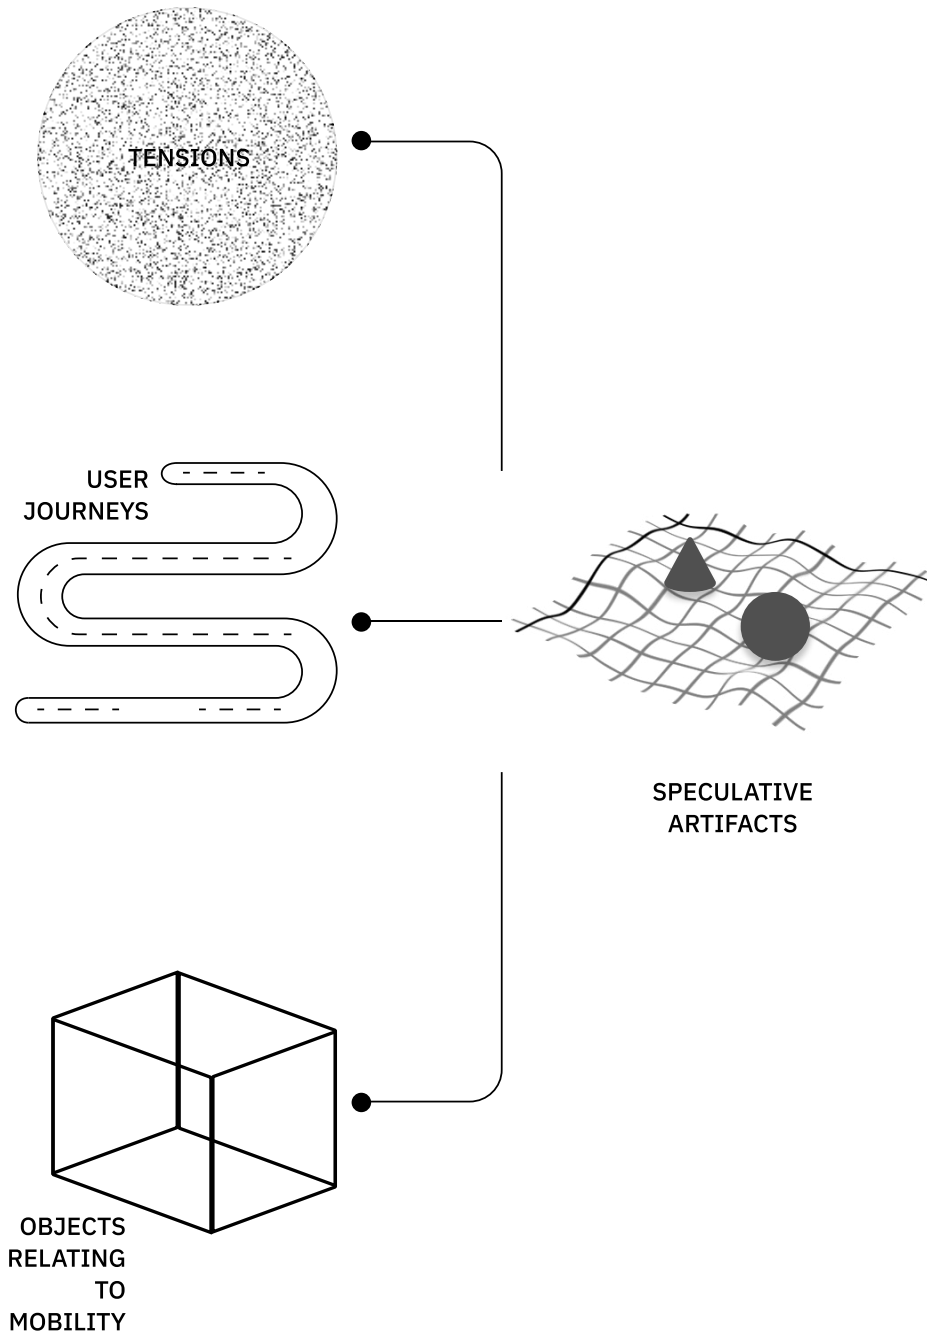 TENSIONS
USER
JOURNEYS
SPECULATIVE
ARTIFACTS
OBJECTS
RELATING
TO
MOBILITY